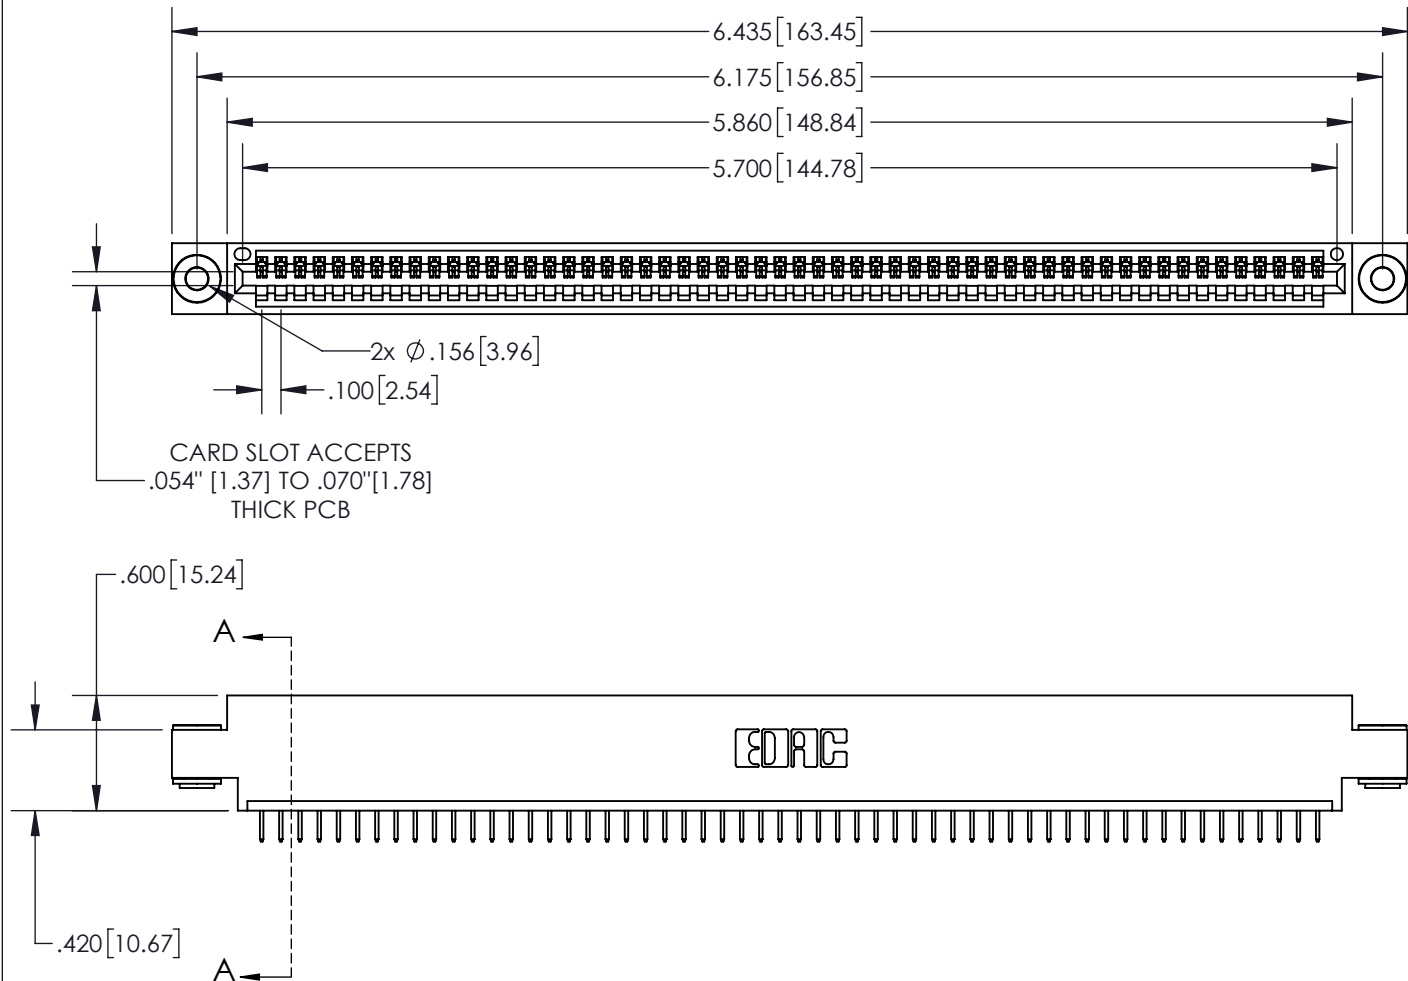 6.435[163.45]
6.175[156.85]
5.860[148.84]
5.700[144.78]
2x Ø.156[3.96]
.100[2.54]
CARD SLOT ACCEPTS
.054" [1.37] TO .070"[1.78]
THICK PCB
.600[15.24]
A
EDAC
.420[10.67]
A